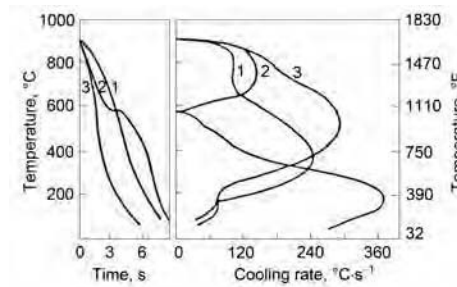 1000
800
600
400
200
Temperature, °C
3 2 1
0 3 6
Time, s
1 2 3
0 120 240 360
Cooling rate, °C·s⁻¹
1830
1470
1110
750
390
32
Temperature, °F